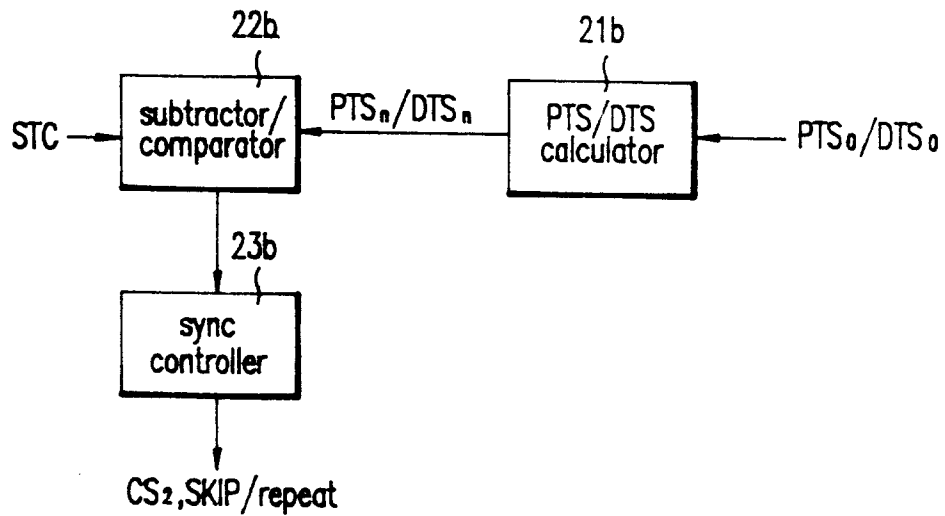 22b
21b
STC
subtractor/
comparator
PTSn/DTSn
PTS/DTS
calculator
PTS0/DTS0
23b
sync
controller
CS2,SKIP/repeat